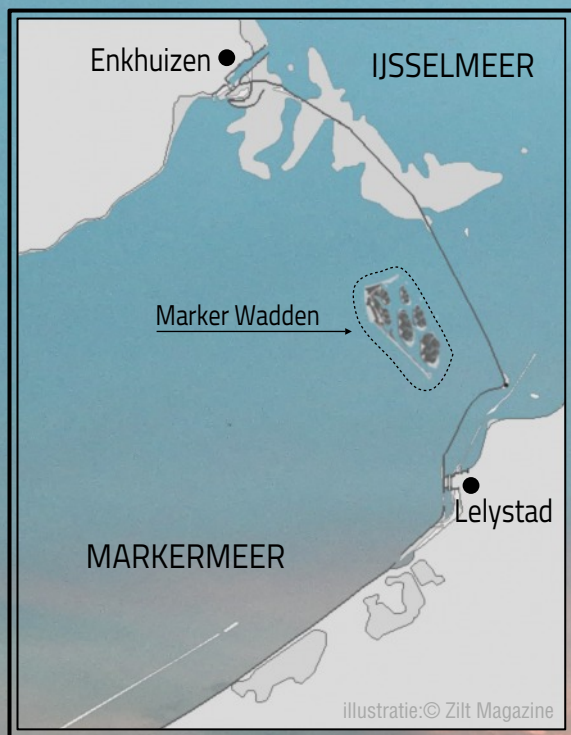 Enkhuizen
IJSSELMEER
Marker Wadden
Lelystad
MARKERMEER
illustratie:© Zilt Magazine